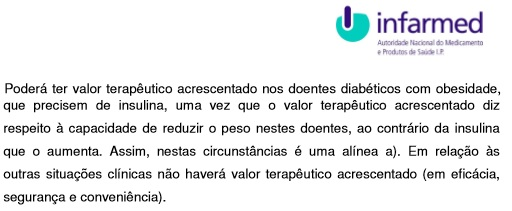 infarmed
Autoridade Nacional do Medicamento
e Produtos de Saúde I.P.
Poderá ter valor terapêutico acrescentado nos doentes diabéticos com obesidade,
que precisem de insulina, uma vez que o valor terapêutico acrescentado diz
respeito à capacidade de reduzir o peso nestes doentes, ao contrário da insulina
que o aumenta. Assim, nestas circunstâncias é uma alínea a). Em relação às
outras situações clínicas não haverá valor terapêutico acrescentado (em eficácia,
segurança e conveniência).